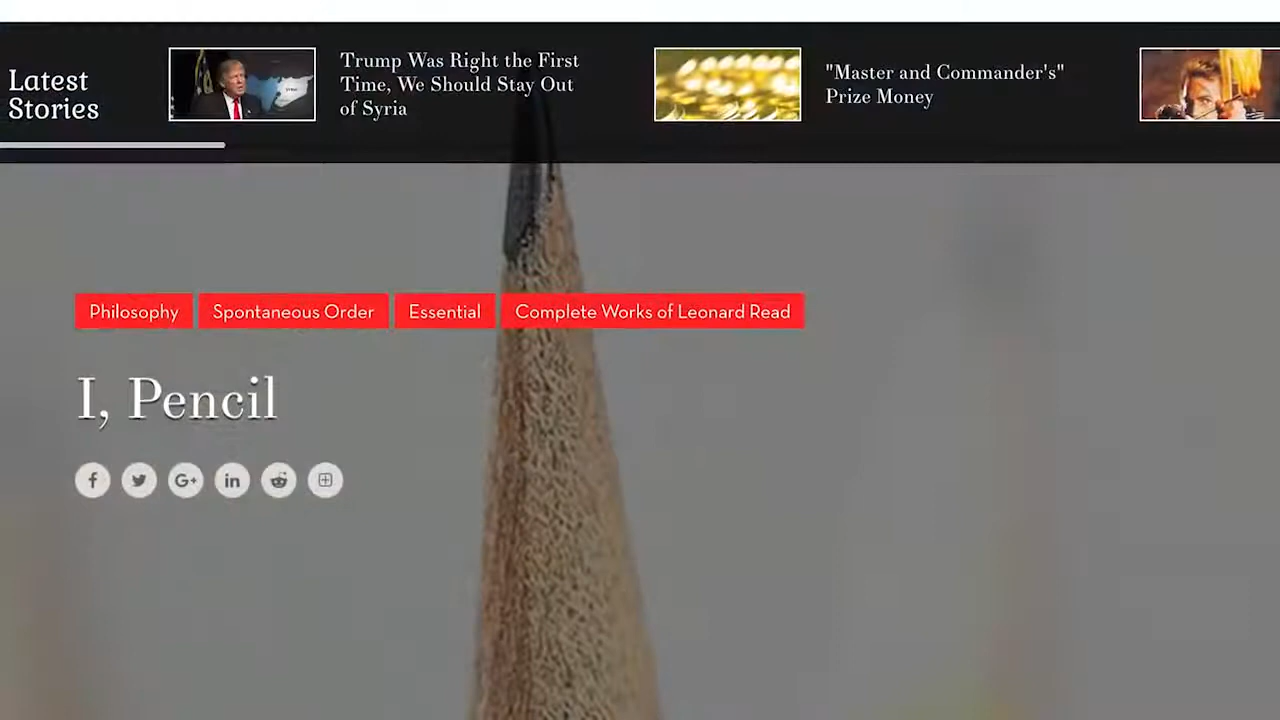 Latest
Stories
Trump Was Right the First
Time, We Should Stay Out
of Syria
"Master and Commander's"
Prize Money
Philosophy
Spontaneous Order
Essential
Complete Works of Leonard Read
I, Pencil